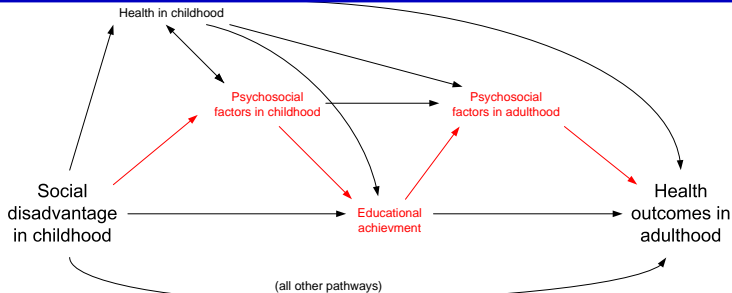 Health in childhood
Psychosocial
factors in childhood
Psychosocial
factors in adulthood
Social
disadvantage
in childhood
Educational
achievment
Health
outcomes in
adulthood
(all other pathways)